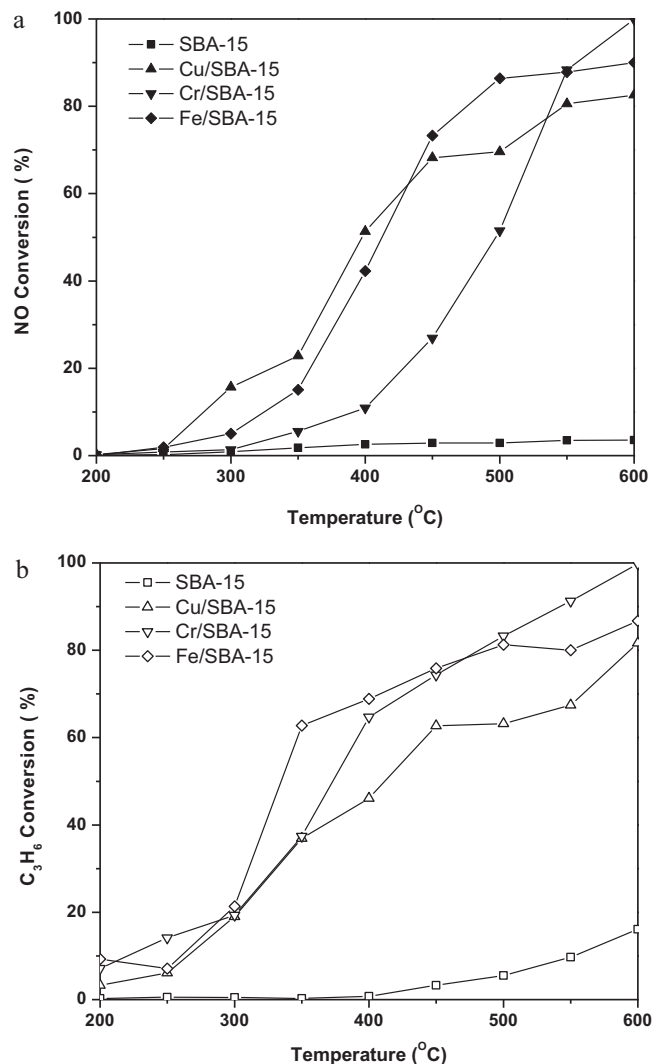 a
100
80
60
40
20
0
NO Conversion ( %)
SBA-15
Cu/SBA-15
Cr/SBA-15
Fe/SBA-15
200 300 400 500 600
Temperature (°C)
b
100
80
60
40
20
0
C₃H₆ Conversion ( %)
SBA-15
Cu/SBA-15
Cr/SBA-15
Fe/SBA-15
200 300 400 500 600
Temperature (°C)